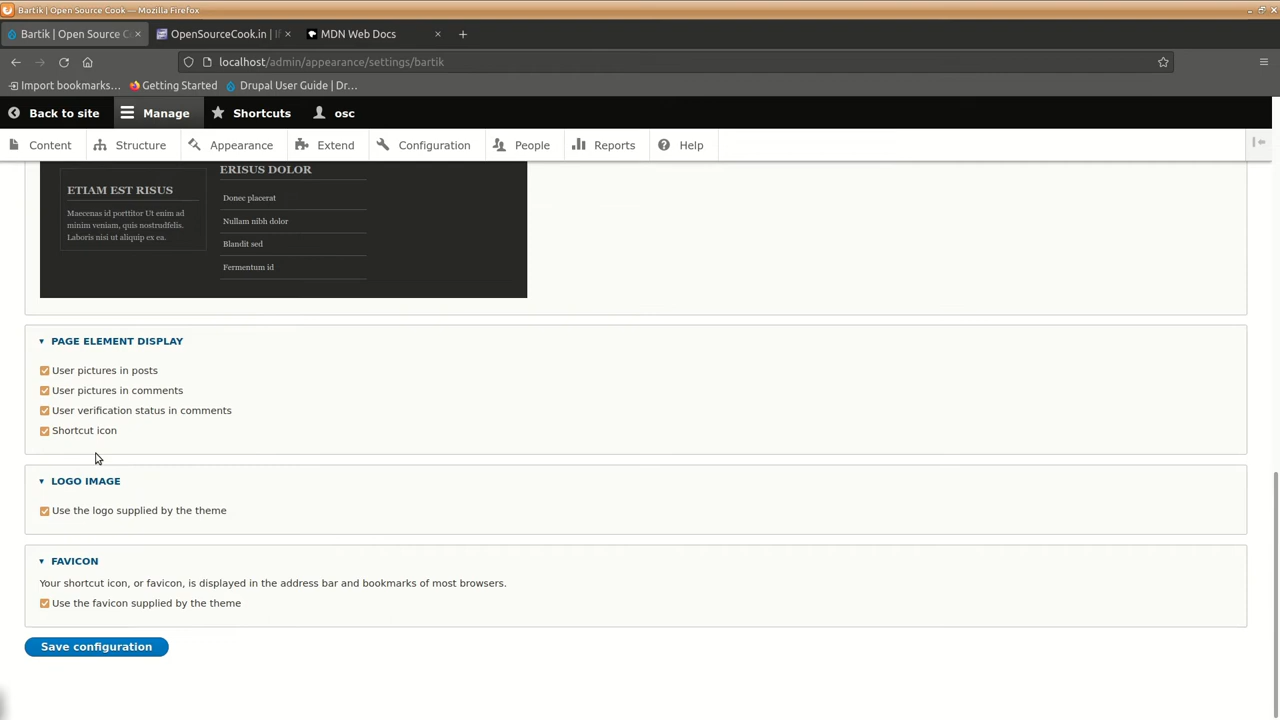 Bartik | Open Source Cook — Mozilla Firefox
Bartik | Open Source C
OpenSourceCook.in |
MDN Web Docs
localhost/admin/appearance/settings/bartik
Import bookmarks…
Getting Started
Drupal User Guide | Dr…
Back to site
Manage
Shortcuts
osc
Content
Structure
Appearance
Extend
Configuration
People
Reports
Help
ERISUS DOLOR
Donec placerat
Nullam nibh dolor
Blandit sed
Fermentum id
ETIAM EST RISUS
Maecenas id porttitor Ut enim ad
minim veniam, quis nostrudfelis.
Laboris nisi ut aliquip ex ea.
PAGE ELEMENT DISPLAY
User pictures in posts
User pictures in comments
User verification status in comments
Shortcut icon
LOGO IMAGE
Use the logo supplied by the theme
FAVICON
Your shortcut icon, or favicon, is displayed in the address bar and bookmarks of most browsers.
Use the favicon supplied by the theme
Save configuration